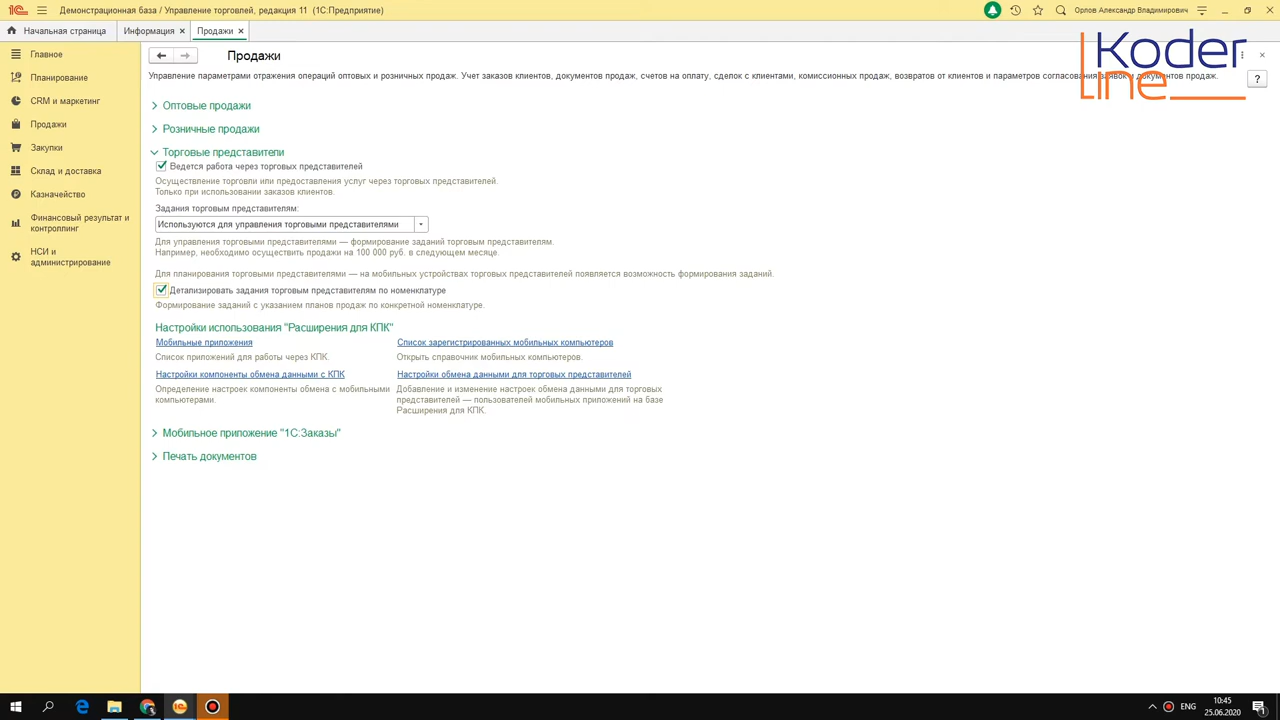 Демонстрационная база / Управление торговлей, редакция 11 (1С:Предприятие)
Орлов Александр Владимирович
Начальная страница
Информация
Продажи
Главное
Планирование
CRM и маркетинг
Продажи
Закупки
Склад и доставка
Казначейство
Финансовый результат и
контроллинг
НСИ и
администрирование
Продажи
Koder
line
Управление параметрами отражения операций оптовых и розничных продаж. Учет заказов клиентов, документов продаж, счетов на оплату, сделок с клиентами, комиссионных продаж, возвратов от клиентов и параметров согласования заявок и документов продаж.
?
Оптовые продажи
Розничные продажи
Торговые представители
Ведется работа через торговых представителей
Осуществление торговли или предоставления услуг через торговых представителей.
Только при использовании заказов клиентов.
Задания торговым представителям:
Используются для управления торговыми представителями
Для управления торговыми представителями — формирование заданий торговым представителям.
Например, необходимо осуществить продажи на 100 000 руб. в следующем месяце.
Для планирования торговыми представителями — на мобильных устройствах торговых представителей появляется возможность формирования заданий.
Детализировать задания торговым представителям по номенклатуре
Формирование заданий с указанием планов продаж по конкретной номенклатуре.
Настройки использования "Расширения для КПК"
Мобильные приложения
Список зарегистрированных мобильных компьютеров
Список приложений для работы через КПК.
Открыть справочник мобильных компьютеров.
Настройки компоненты обмена данными с КПК
Настройки обмена данными для торговых представителей
Определение настроек компоненты обмена с мобильными
компьютерами.
Добавление и изменение настроек обмена данными для торговых
представителей — пользователей мобильных приложений на базе
Расширения для КПК.
Мобильное приложение "1С:Заказы"
Печать документов
ENG
10:45
25.06.2020